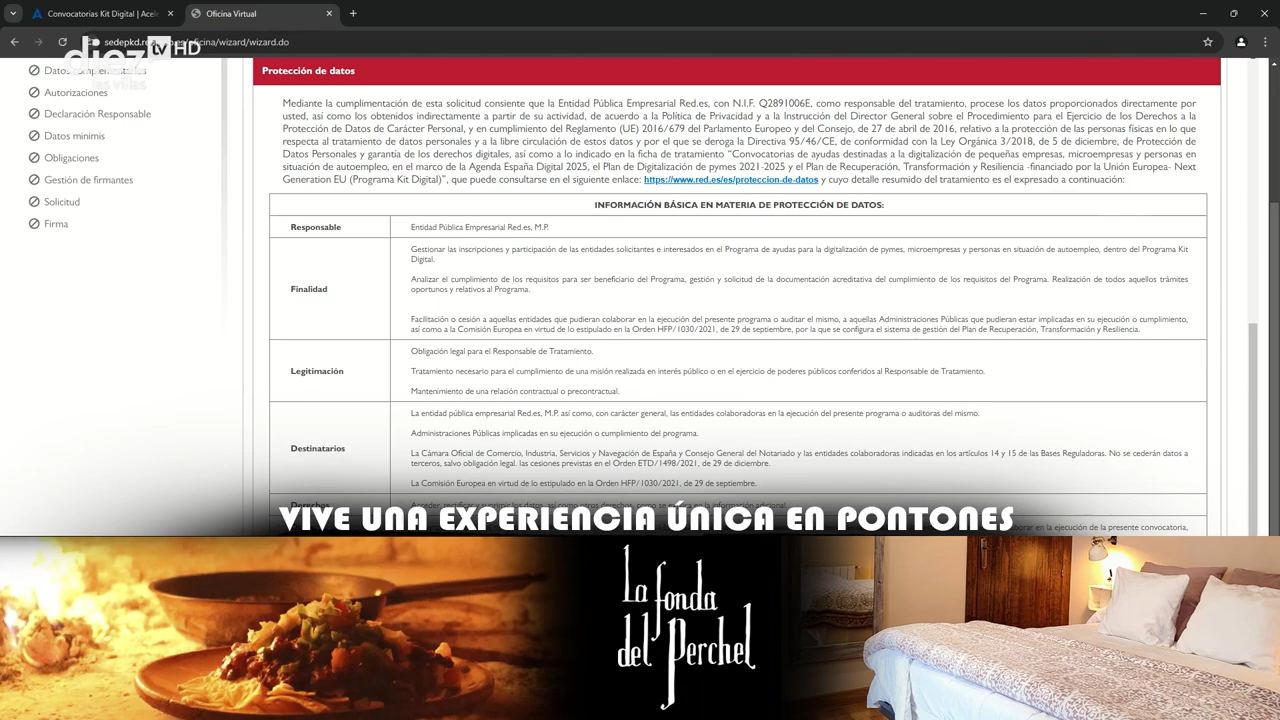 Convocatorías Kit Digital | Acele
Oficina Virtual
diez tv HD
las villas
Autorizaciones
Declaración Responsable
Datos minimis
Obligaciones
Gestión de firmantes
Solicitud
Firma
Protección de datos
Mediante la cumplimentación de esta solicitud consiente que la Entidad Pública Empresarial Red.es, con N.I.F. Q2891006E, como responsable del tratamiento, procese los datos proporcionados directamente por
usted, así como los obtenidos indirectamente a partir de su actividad, de acuerdo a la Política de Privacidad y a la Instrucción del Director General sobre el Procedimiento para el Ejercicio de los Derechos a la
Protección de Datos de Carácter Personal, y en cumplimiento del Reglamento (UE) 2016/679 del Parlamento Europeo y del Consejo, de 27 de abril de 2016, relativo a la protección de las personas físicas en lo que
respecta al tratamiento de datos personales y a la libre circulación de estos datos y por el que se deroga la Directiva 95/46/CE, de conformidad con la Ley Orgánica 3/2018, de 5 de diciembre, de Protección de
Datos Personales y garantía de los derechos digitales, así como a lo indicado en la ficha de tratamiento “Convocatorias de ayudas destinadas a la digitalización de pequeñas empresas, microempresas y personas en
situación de autoempleo, en el marco de la Agenda España Digital 2025, el Plan de Digitalización de pymes 2021-2025 y el Plan de Recuperación, Transformación y Resiliencia -financiado por la Unión Europea- Next
Generation EU (Programa Kit Digital)”, que puede consultarse en el siguiente enlace: https://www.red.es/es/proteccion-de-datos y cuyo detalle resumido del tratamiento es el expresado a continuación:
INFORMACIÓN BÁSICA EN MATERIA DE PROTECCIÓN DE DATOS:
Responsable
Entidad Pública Empresarial Red.es, M.P.
Finalidad
Gestionar las inscripciones y participación de las entidades solicitantes e interesados en el Programa de ayudas para la digitalización de pymes, microempresas y personas en situación de autoempleo, dentro del Programa Kit
Digital.
Analizar el cumplimiento de los requisitos para ser beneficiario del Programa, gestión y solicitud de la documentación acreditativa del cumplimiento de los requisitos del Programa. Realización de todos aquellos trámites
oportunos y relativos al Programa.
Facilitación o cesión a aquellas entidades que pudieran colaborar en la ejecución del presente programa o auditar el mismo, a aquellas Administraciones Públicas que pudieran estar implicadas en su ejecución o cumplimiento,
así como a la Comisión Europea en virtud de lo estipulado en la Orden HFP/1030/2021, de 29 de septiembre, por la que se configura el sistema de gestión del Plan de Recuperación, Transformación y Resiliencia.
Legitimación
Obligación legal para el Responsable de Tratamiento.
Tratamiento necesario para el cumplimiento de una misión realizada en interés público o en el ejercicio de poderes públicos conferidos al Responsable de Tratamiento.
Mantenimiento de una relación contractual o precontractual.
Destinatarios
La entidad pública empresarial Red.es, M.P. así como, con carácter general, las entidades colaboradoras en la ejecución del presente programa o auditoras del mismo.
Administraciones Públicas implicadas en su ejecución o cumplimiento del programa.
La Cámara Oficial de Comercio, Industria, Servicios y Navegación de España y Consejo General del Notariado y las entidades colaboradoras indicadas en los artículos 14 y 15 de las Bases Reguladoras. No se cederán datos a
terceros, salvo obligación legal. las cesiones previstas en el Orden ETD/1498/2021, de 29 de diciembre.
La Comisión Europea en virtud de lo estipulado en la Orden HFP/1030/2021, de 29 de septiembre.
VIVE UNA EXPERIENCIA ÚNICA EN PONTONES
en la ejecución de la presente convocatoria,
La fonda
del Perchel